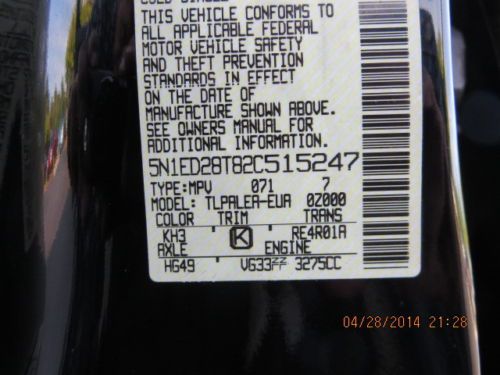 THIS VEHICLE CONFORMS TO
ALL APPLICABLE FEDERAL
MOTOR VEHICLE SAFETY
AND THEFT PREVENTION
STANDARDS IN EFFECT
ON THE DATE OF
MANUFACTURE SHOWN ABOVE.
SEE OWNERS MANUAL FOR
ADDITIONAL INFORMATION.
5N1ED28T82C515247
TYPE:MPV 071 7
MODEL: TLPALEA-EUA 0Z000
COLOR TRIM TRANS
KH3 K RE4R01A
AXLE ENGINE
HG49 VG33 3275CC
04/28/2014 21:28